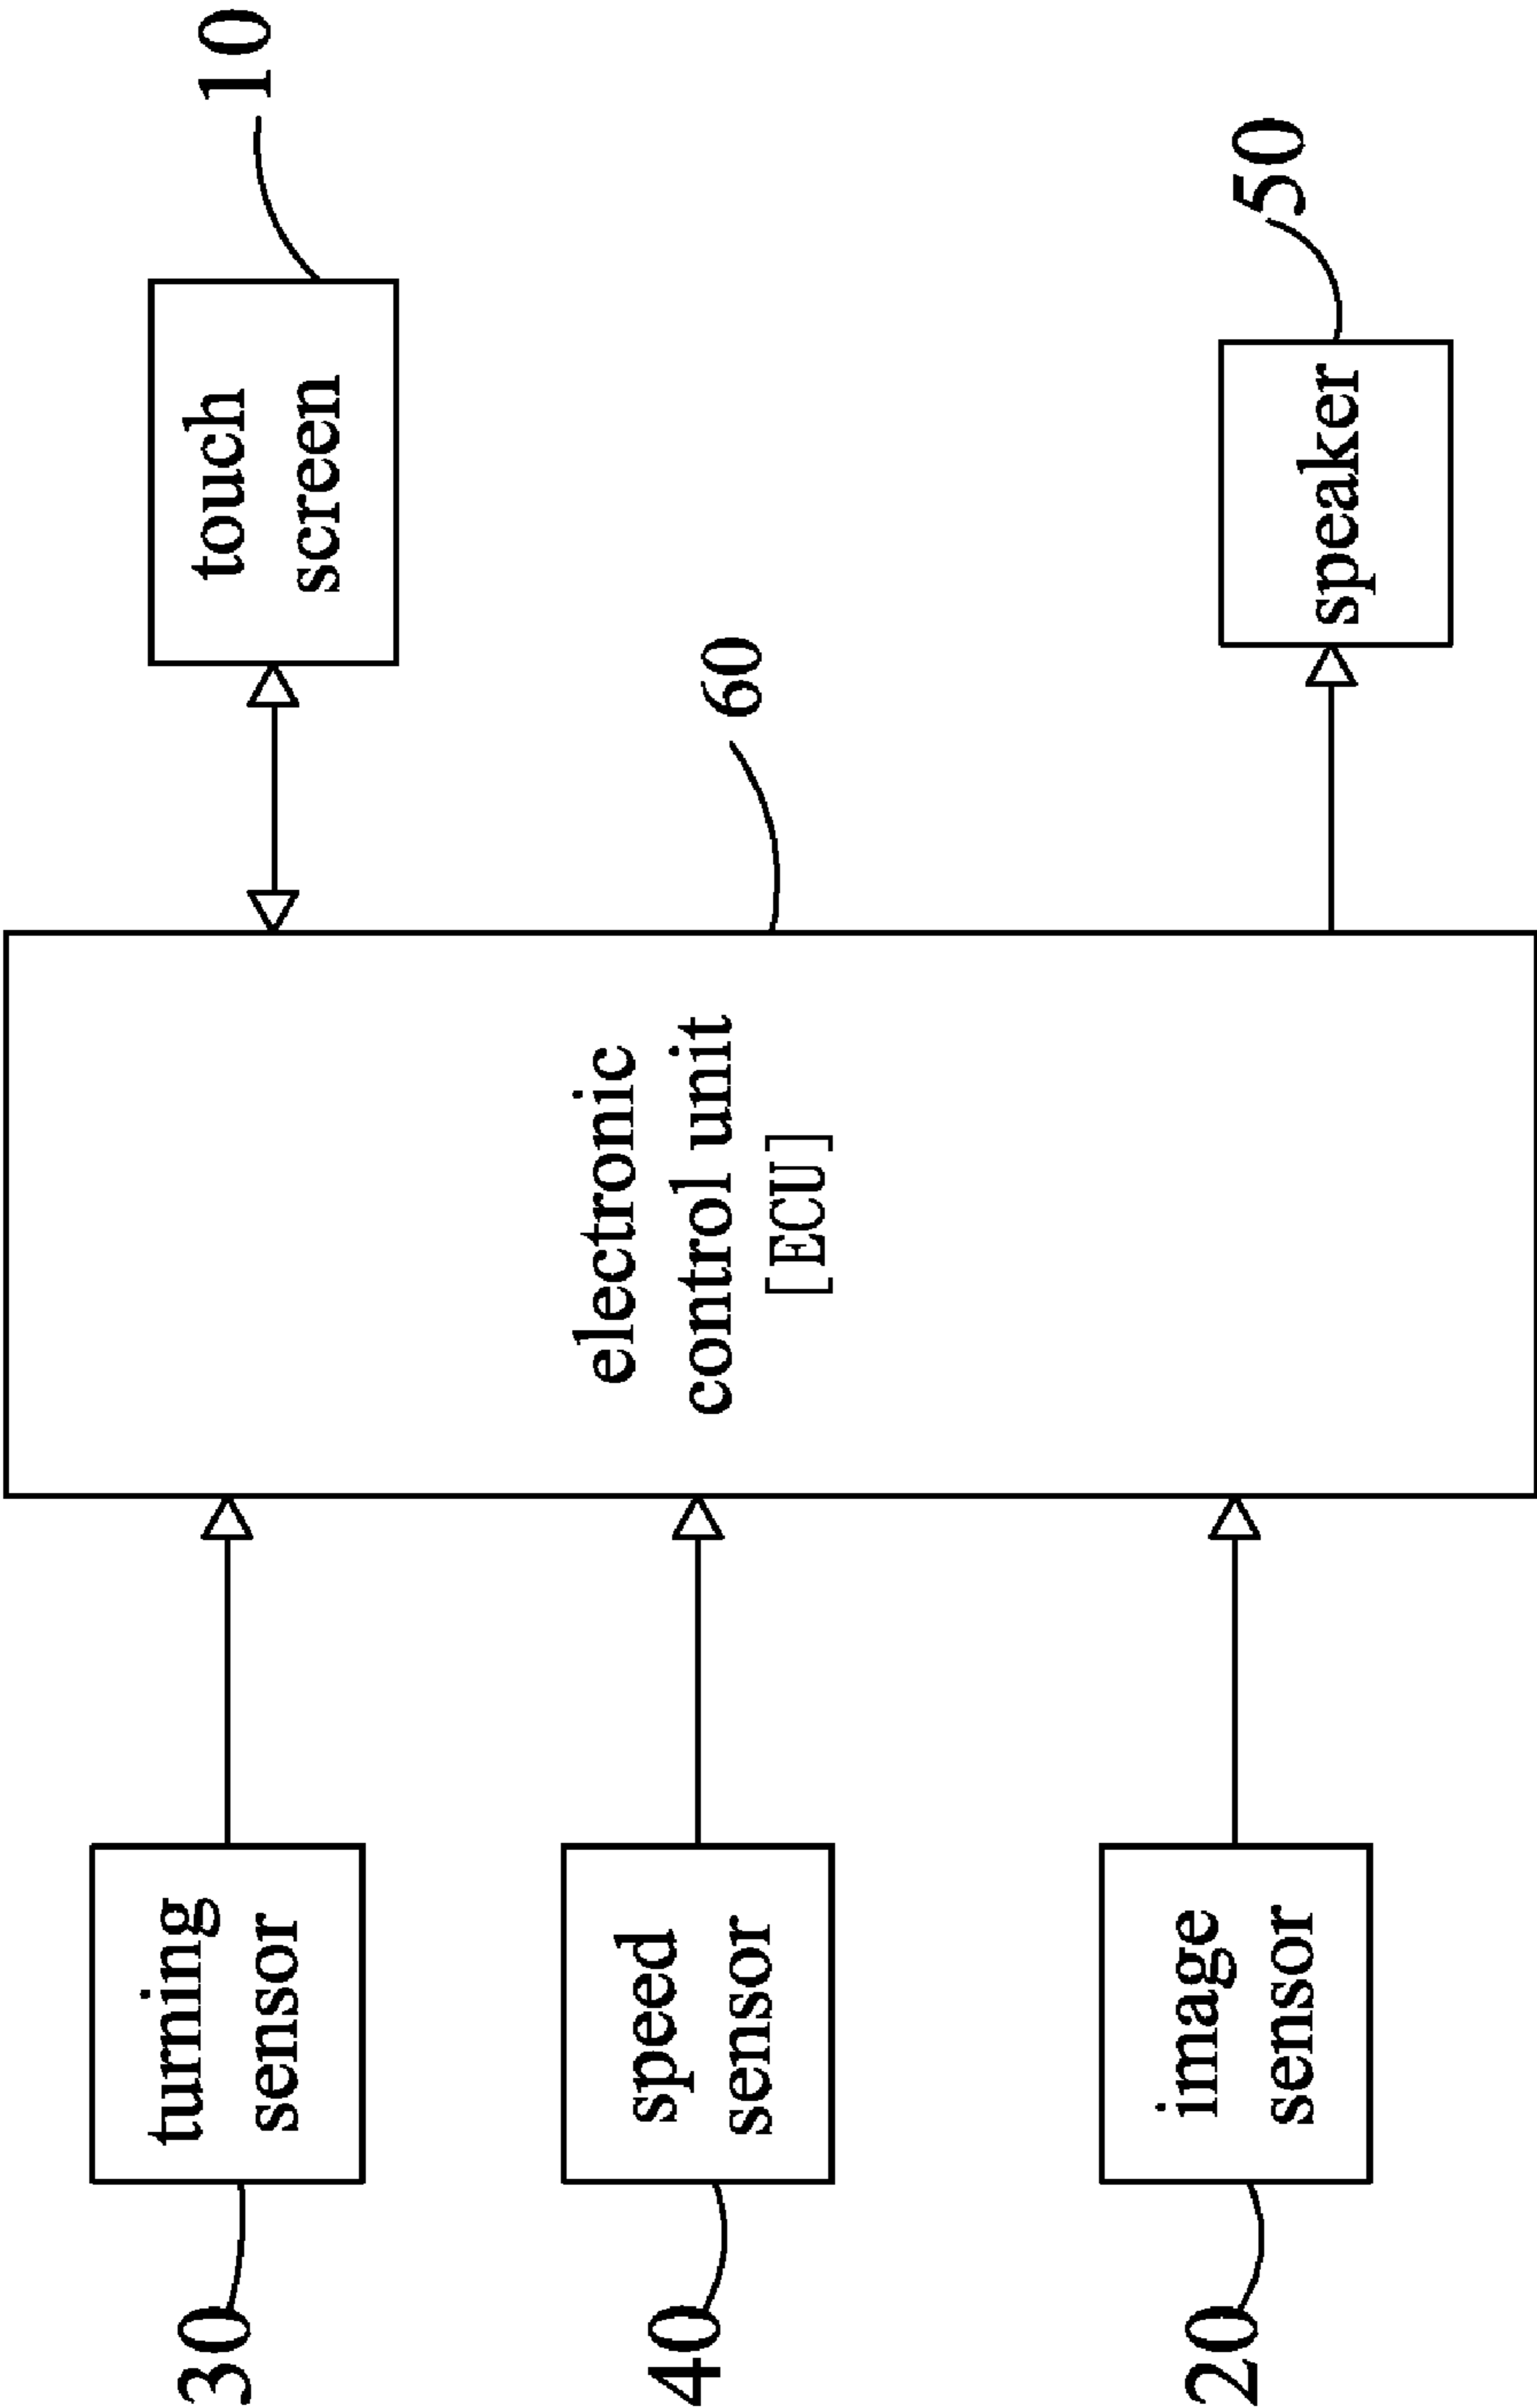 30
turning
sensor
40
speed
sensor
20
image
sensor
electronic
control unit
[ECU]
60
touch
screen
10
speaker
50